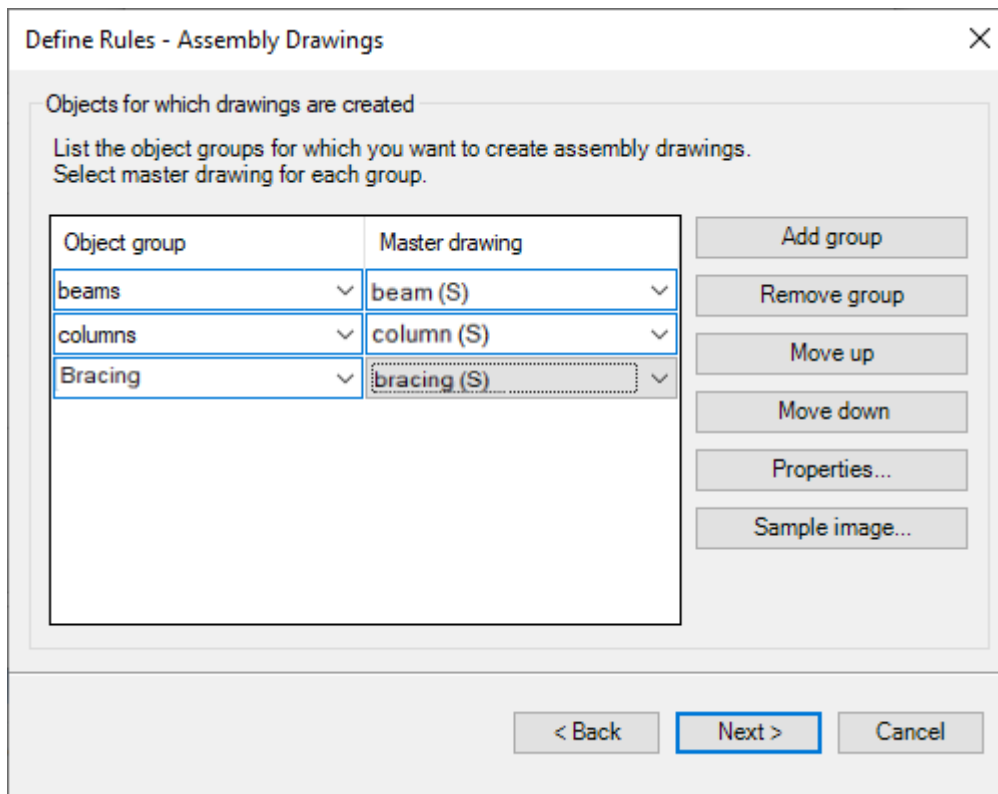 Define Rules - Assembly Drawings
Objects for which drawings are created
List the object groups for which you want to create assembly drawings.
Select master drawing for each group.
Object group Master drawing
beams beam (S)
columns column (S)
Bracing bracing (S)
Add group
Remove group
Move up
Move down
Properties...
Sample image...
< Back Next > Cancel